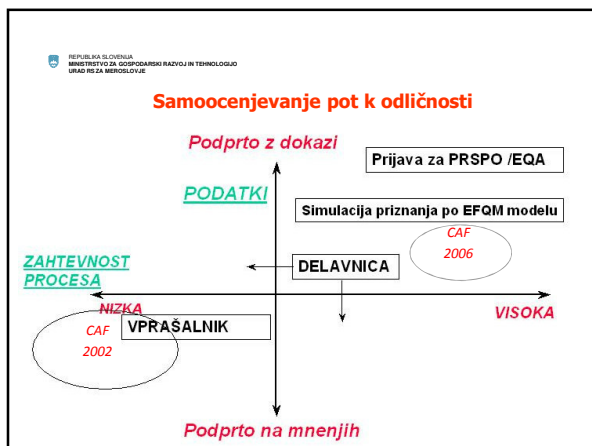 REPUBLIKA SLOVENIJA
MINISTRSTVO ZA GOSPODARSKI RAZVOJ IN TEHNOLOGIJO
URAD RS ZA MEROSLOVJE
Samoocenjevanje pot k odličnosti
Podprto z dokazi
Prijava za PRSPO /EQA
PODATKI
Simulacija priznanja po EFQM modelu
CAF
2006
ZAHTEVNOST
PROCESA
DELAVNICA
NIZKA
VISOKA
CAF
2002
VPRAŠALNIK
Podprto na mnenjih